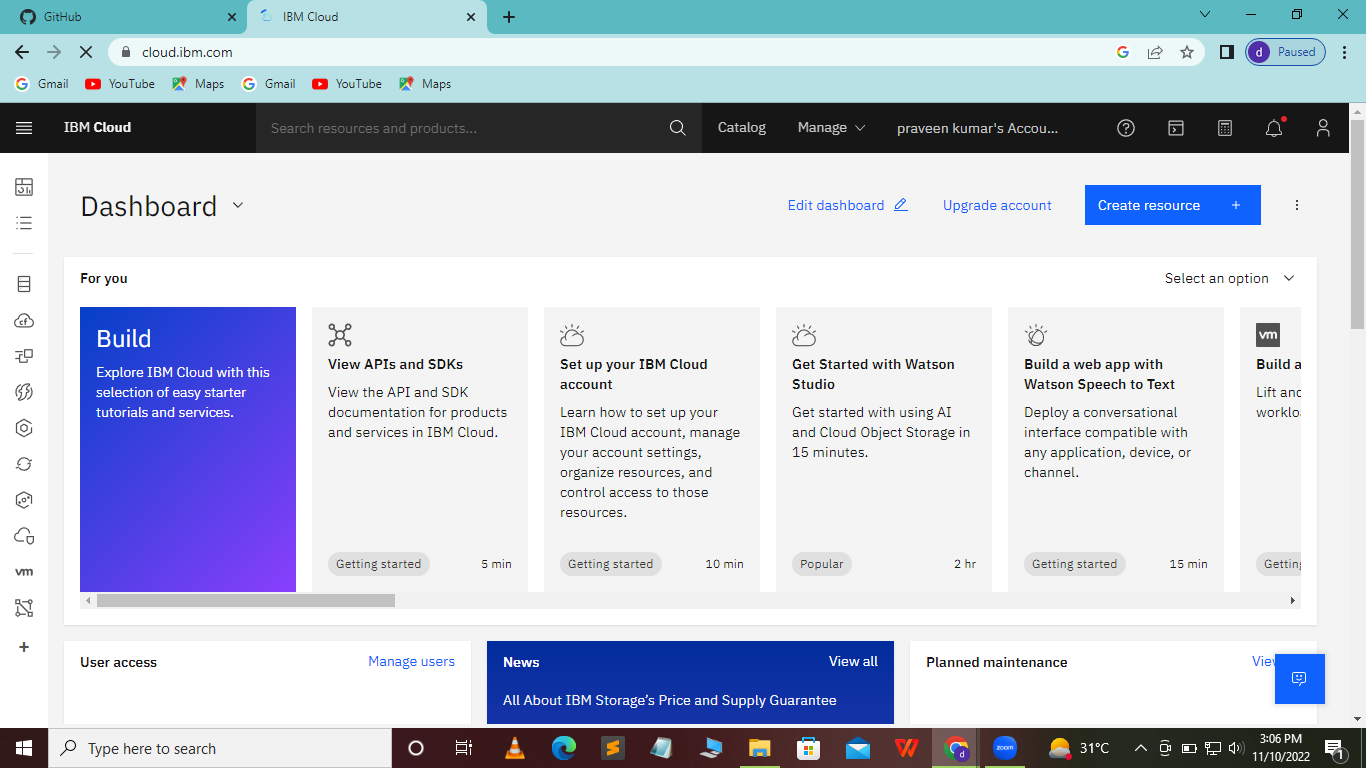 GitHub
IBM Cloud
cloud.ibm.com
d
Paused
Gmail
YouTube
Maps
Gmail
YouTube
Maps
IBM Cloud
Search resources and products...
Catalog
Manage
praveen kumar's Accou...
Dashboard
Edit dashboard
Upgrade account
Create resource +
For you
Select an option
Build
Explore IBM Cloud with this
selection of easy starter
tutorials and services.
View APIs and SDKs
View the API and SDK
documentation for products
and services in IBM Cloud.
Getting started
5 min
Set up your IBM Cloud
account
Learn how to set up your
IBM Cloud account, manage
your account settings,
organize resources, and
control access to those
resources.
Getting started
10 min
Get Started with Watson
Studio
Get started with using AI
and Cloud Object Storage in
15 minutes.
Popular
2 hr
Build a web app with
Watson Speech to Text
Deploy a conversational
interface compatible with
any application, device, or
channel.
Getting started
15 min
vm
Build a
Lift and
worklo
Getting
cf
vm
User access
Manage users
News
View all
All About IBM Storage's Price and Supply Guarantee
Planned maintenance
View
Type here to search
d
zoom
31°C
3:06 PM
11/10/2022
1